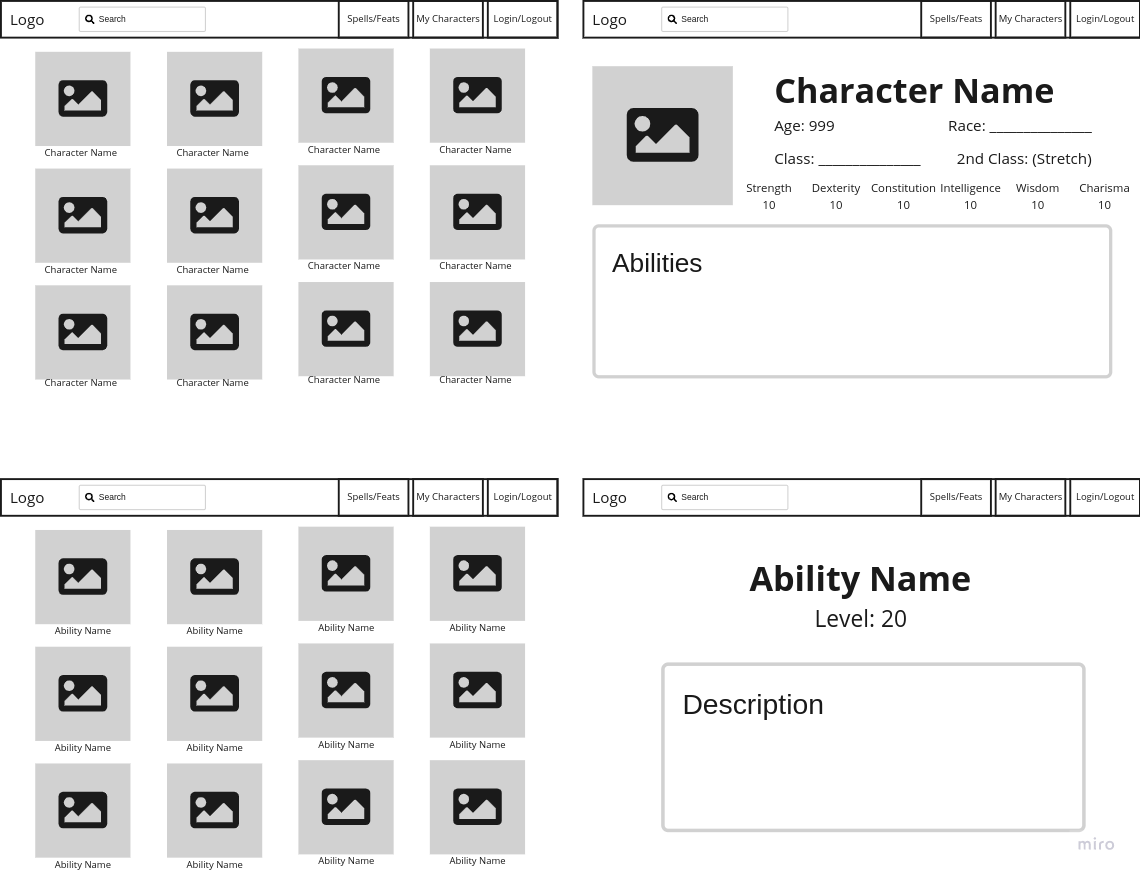 Logo Search Spells/Feats My Characters Login/Logout
Character Name Character Name Character Name Character Name
Character Name Character Name Character Name Character Name
Character Name Character Name Character Name Character Name
Logo Search Spells/Feats My Characters Login/Logout
Character Name
Age: 999 Race: ______________
Class: ______________ 2nd Class: (Stretch)
Strength Dexterity Constitution Intelligence Wisdom Charisma
10 10 10 10 10 10
Abilities
Logo Search Spells/Feats My Characters Login/Logout
Ability Name Ability Name Ability Name Ability Name
Ability Name Ability Name Ability Name Ability Name
Ability Name Ability Name Ability Name Ability Name
Logo Search Spells/Feats My Characters Login/Logout
Ability Name
Level: 20
Description
miro